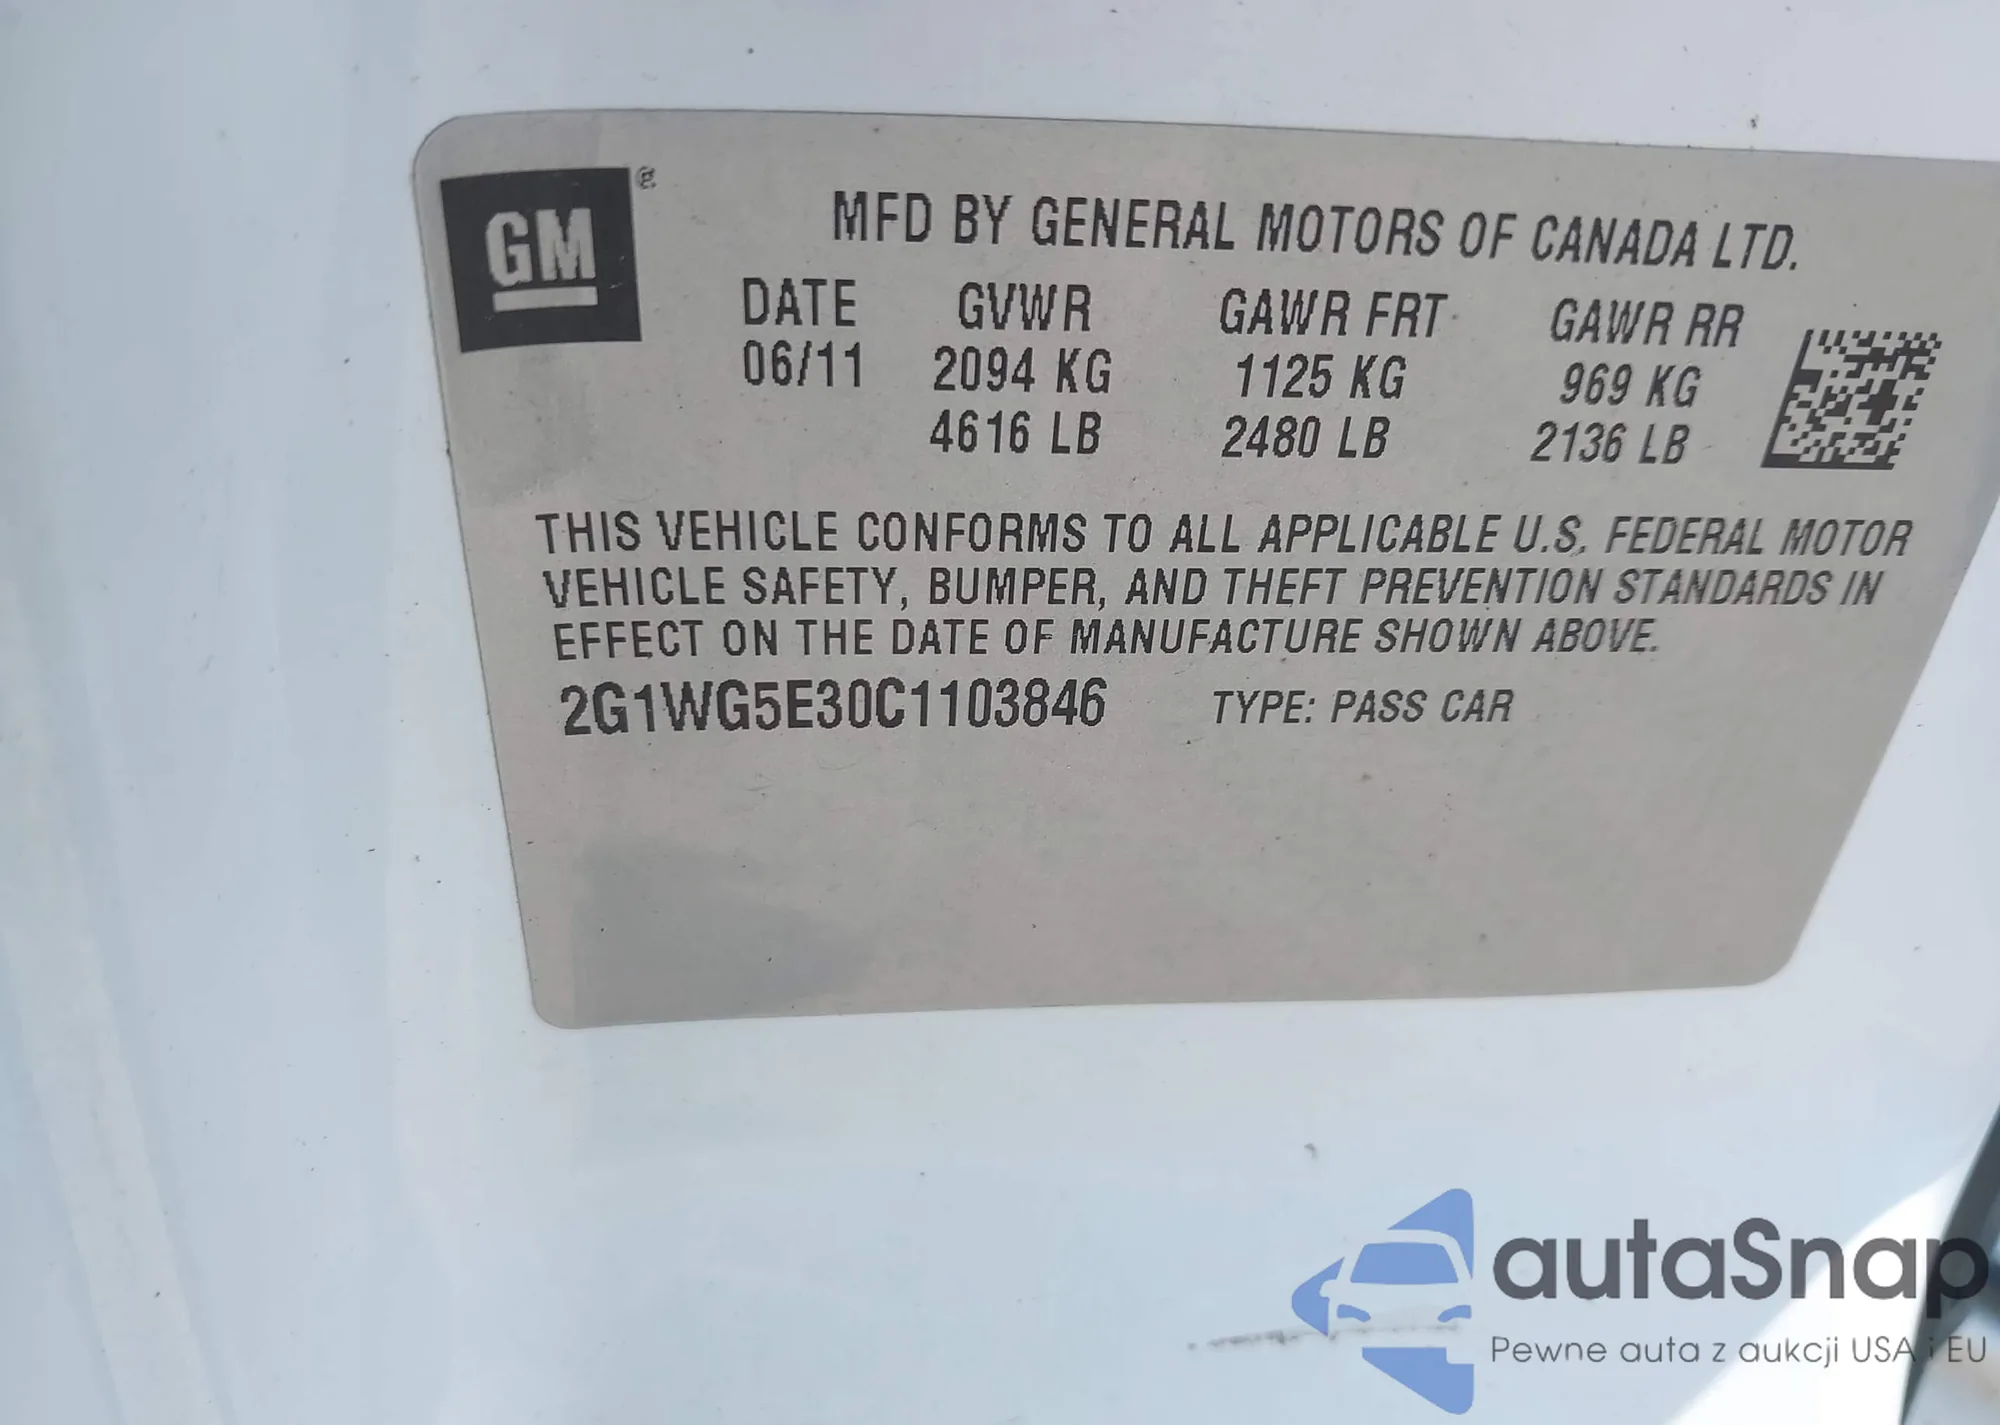 GM ®
MFD BY GENERAL MOTORS OF CANADA LTD.
DATE GVWR GAWR FRT GAWR RR
06/11 2094 KG 1125 KG 969 KG
4616 LB 2480 LB 2136 LB
THIS VEHICLE CONFORMS TO ALL APPLICABLE U.S. FEDERAL MOTOR
VEHICLE SAFETY, BUMPER, AND THEFT PREVENTION STANDARDS IN
EFFECT ON THE DATE OF MANUFACTURE SHOWN ABOVE.
2G1WG5E30C1103846 TYPE: PASS CAR
autaSnap
Pewne auta z aukcji USA i EU